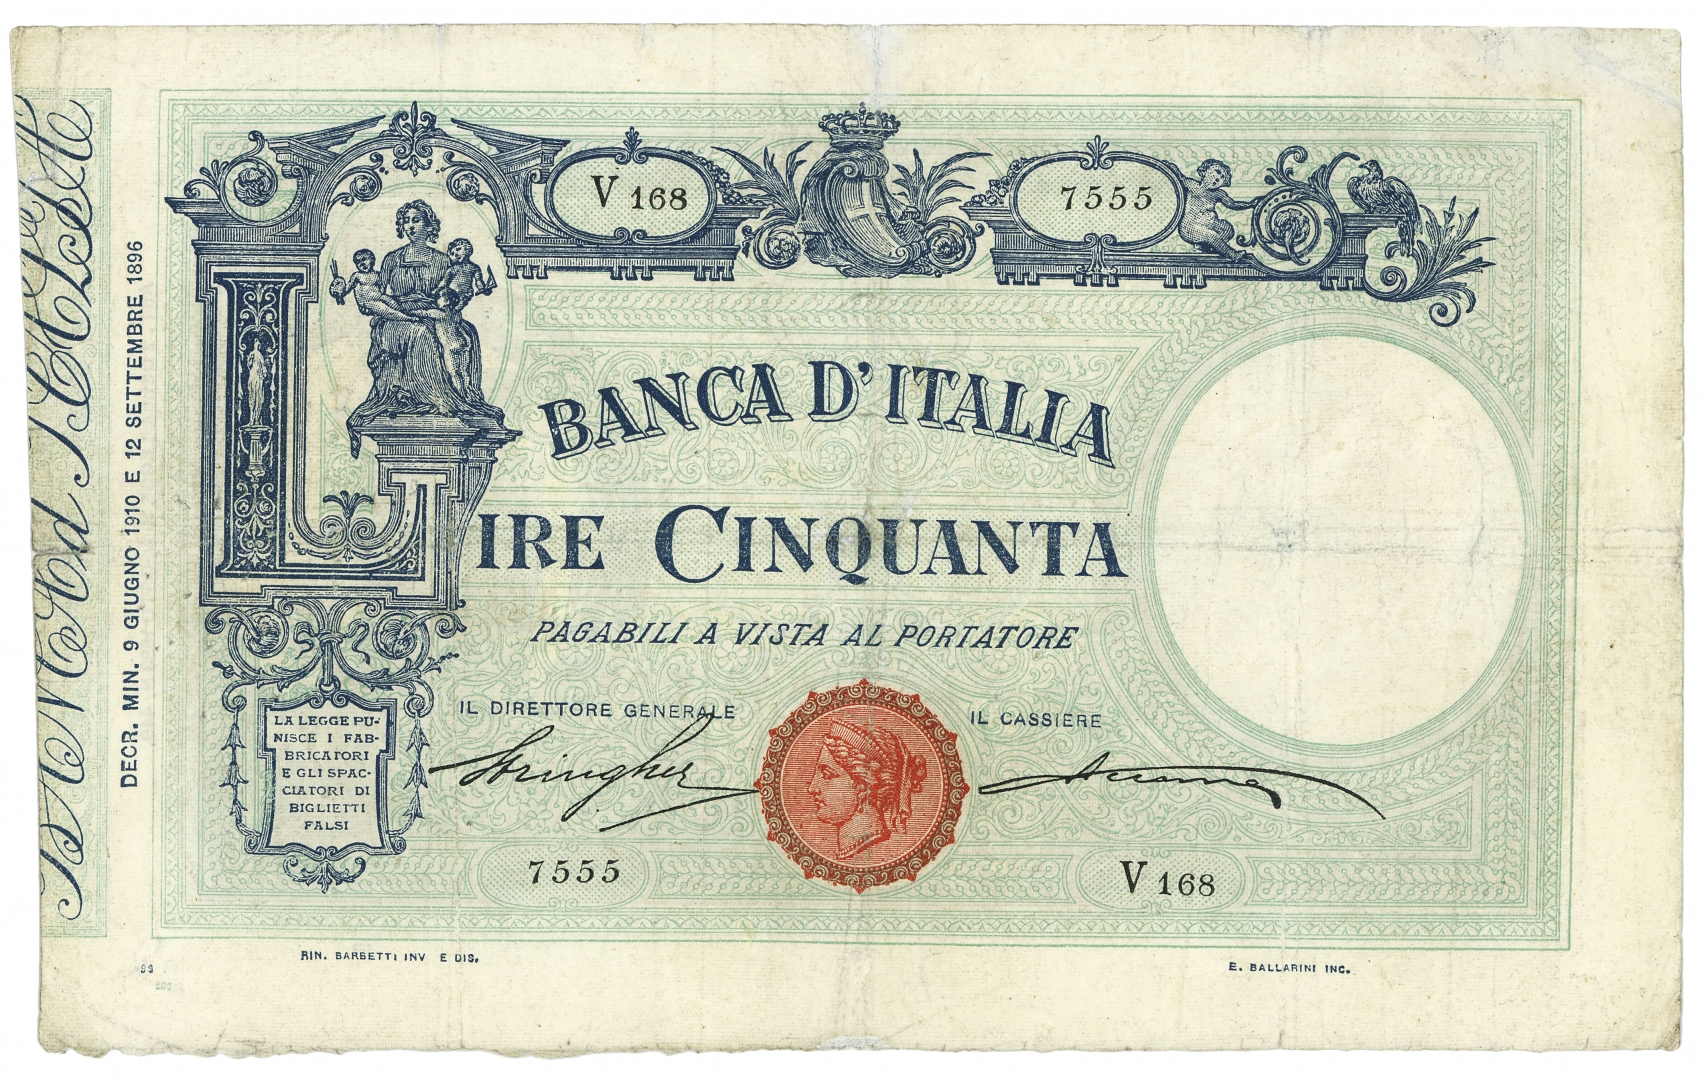 V 168
7555
DECR. MIN. 9 GIUGNO 1910 E 12 SETTEMBRE 1896
BANCA D'ITALIA
LIRE CINQUANTA
PAGABILI A VISTA AL PORTATORE
IL DIRETTORE GENERALE
IL CASSIERE
Stringher
LA LEGGE PU-
NISCE I FAB-
BRICATORI
E GLI SPAC-
CIATORI DI
BIGLIETTI
FALSI
7555
V 168
RIN. BARBETTI INV E DIS.
E. BALLARINI INC.